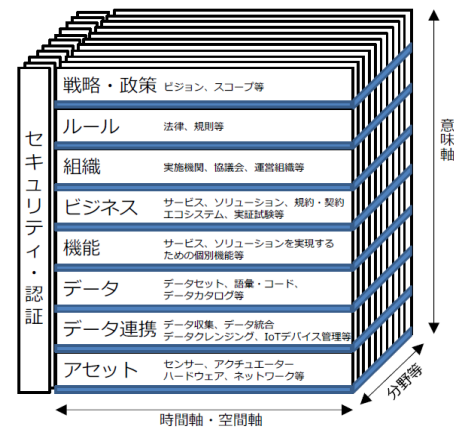 セキュリティ・認証
戦略・政策 ビジョン、スコープ等
ルール 法律、規則等
組織 実施機関、協議会、運営組織等
ビジネス サービス、ソリューション、規約・契約
エコシステム、実証試験等
機能 サービス、ソリューションを実現する
ための個別機能等
データ データセット、語彙・コード、
データカタログ等
データ連携 データ収集、データ統合
データクレンジング、IoTデバイス管理等
アセット センサー、アクチュエーター
ハードウェア、ネットワーク等
意味軸
分野等
時間軸・空間軸